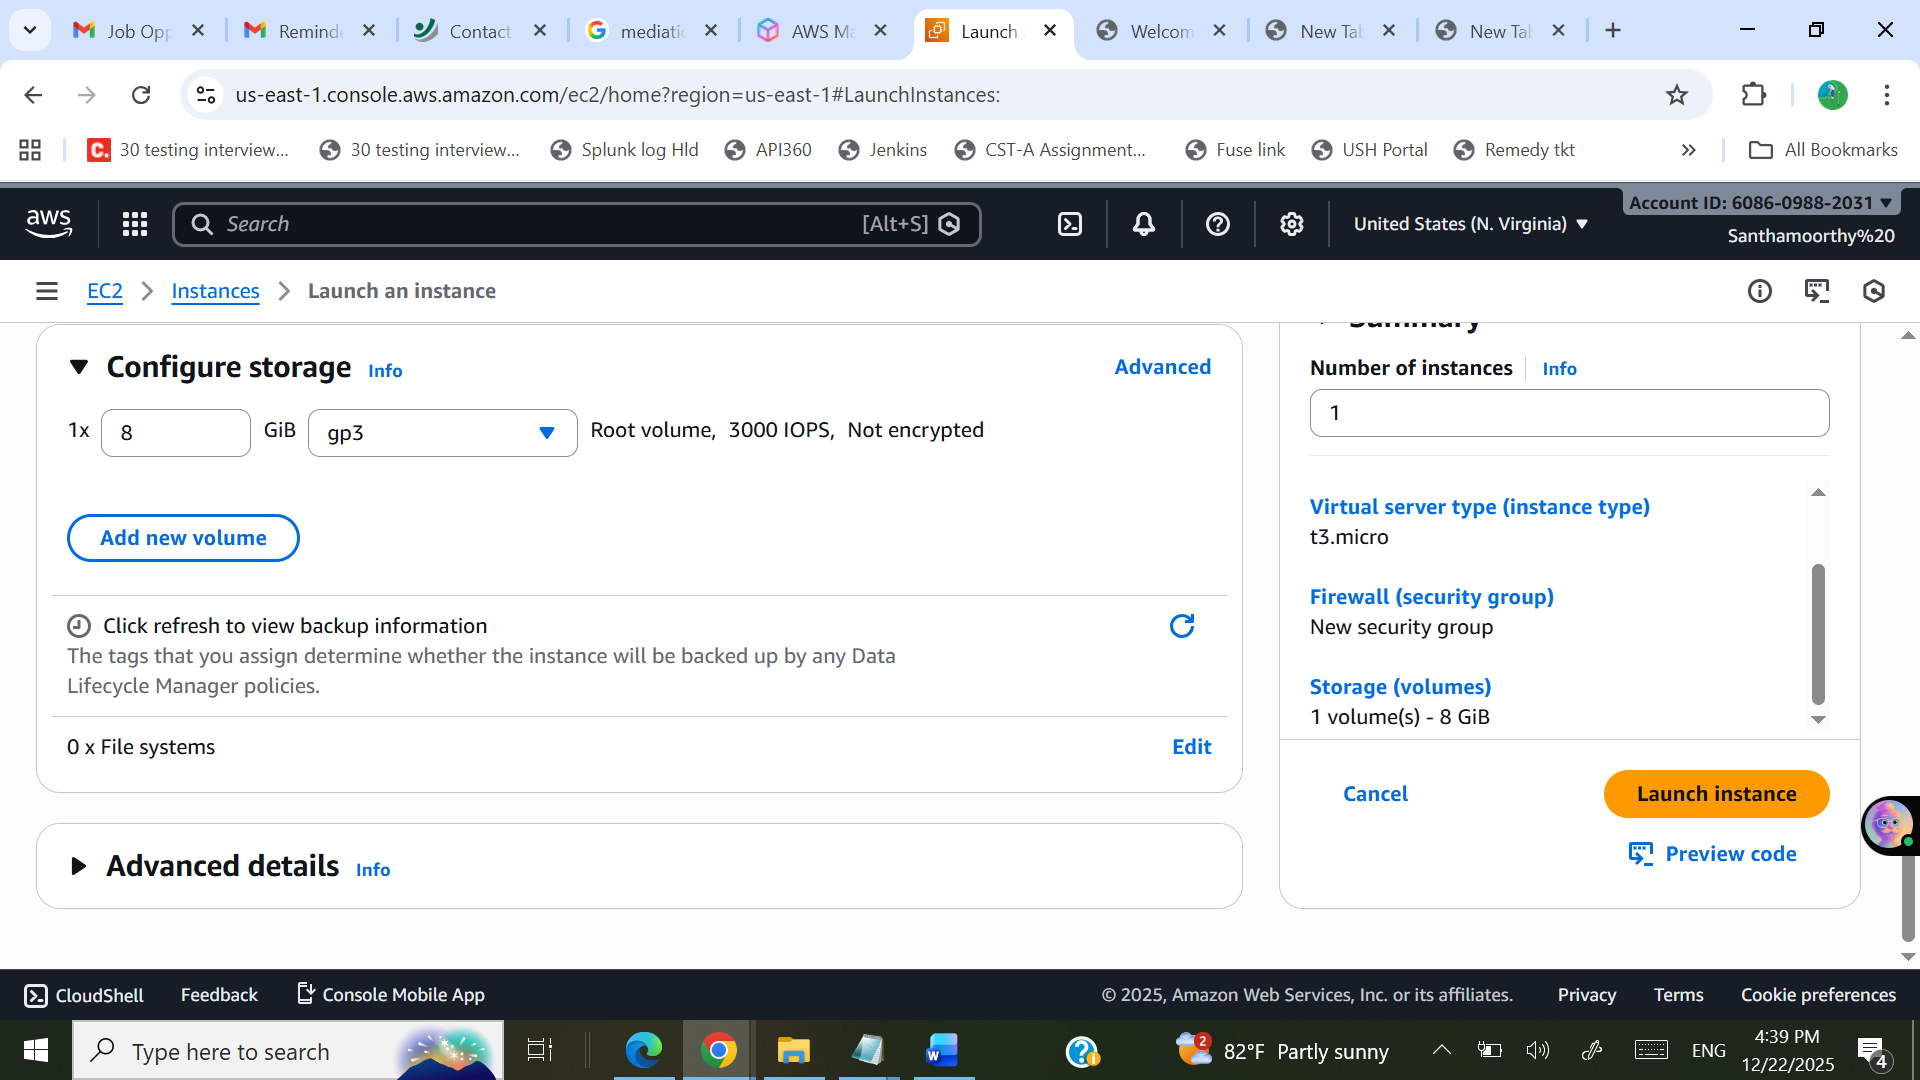 Job Opp
Reminde
Contact
mediatio
AWS Ma
Launch
Welcom
New Tab
New Tab
us-east-1.console.aws.amazon.com/ec2/home?region=us-east-1#LaunchInstances:
C. 30 testing interview...
30 testing interview...
Splunk log Hld
API360
Jenkins
CST-A Assignment...
Fuse link
USH Portal
Remedy tkt
»
All Bookmarks
aws
Search
[Alt+S]
United States (N. Virginia)
Account ID: 6086-0988-2031
Santhamoorthy%20
EC2
Instances
Launch an instance
Configure storage Info
Advanced
1x
8
GiB
gp3
Root volume, 3000 IOPS, Not encrypted
Add new volume
Click refresh to view backup information
The tags that you assign determine whether the instance will be backed up by any Data
Lifecycle Manager policies.
0 x File systems
Edit
Advanced details Info
Summary
Number of instances
Info
1
Virtual server type (instance type)
t3.micro
Firewall (security group)
New security group
Storage (volumes)
1 volume(s) - 8 GiB
Cancel
Launch instance
Preview code
CloudShell
Feedback
Console Mobile App
© 2025, Amazon Web Services, Inc. or its affiliates.
Privacy
Terms
Cookie preferences
Type here to search
2
82°F Partly sunny
ENG
4:39 PM
12/22/2025
4